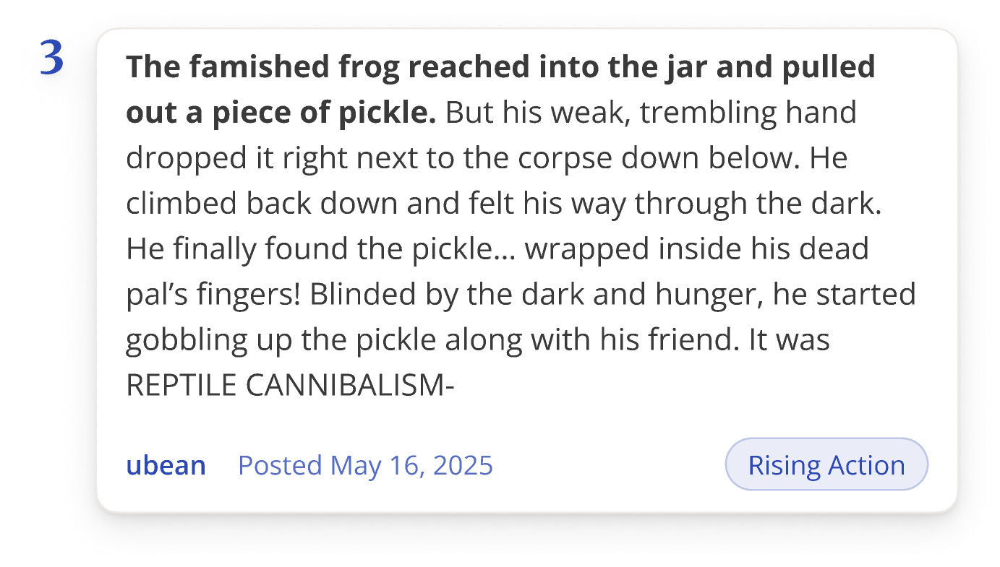 3
The famished frog reached into the jar and pulled
out a piece of pickle. But his weak, trembling hand
dropped it right next to the corpse down below. He
climbed back down and felt his way through the dark.
He finally found the pickle... wrapped inside his dead
pal’s fingers! Blinded by the dark and hunger, he started
gobbling up the pickle along with his friend. It was
REPTILE CANNIBALISM-
ubean Posted May 16, 2025 Rising Action